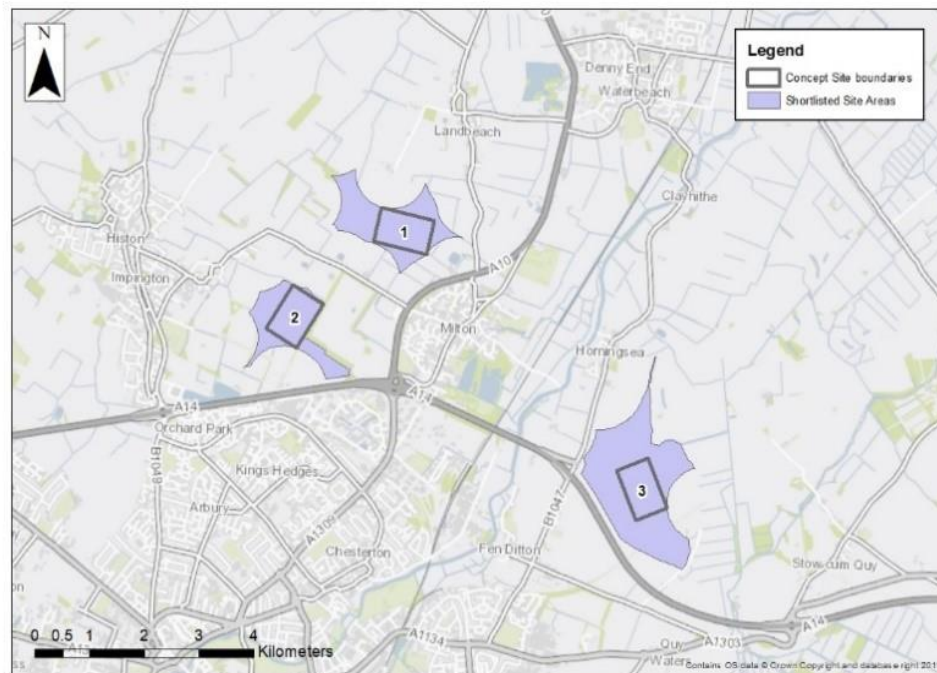 N
Legend
Concept Site boundaries
Shortlisted Site Areas
Denny End
Waterbeach
Landbeach
Clayhithe
Histon
Impington
1
2
A10
Milton
Horningsea
A14
A14
Orchard Park
B1049
Kings Hedges
Arbury
A1309
Chesterton
3
B1047
Fen Ditton
Stow cum Quy
A14
A1134
A1303
Quy
Waters
0 0.5 1 2 3 4
Kilometers
Contains OS data © Crown Copyright and database right 201